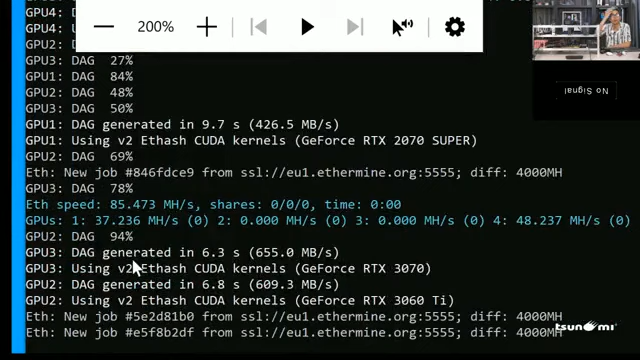 GPU4:
GPU4:
GPU2:
GPU3: DAG 27%
GPU1: DAG 84%
GPU2: DAG 48%
GPU3: DAG 50%
GPU1: DAG generated in 9.7 s (426.5 MB/s)
GPU1: Using v2 Ethash CUDA kernels (GeForce RTX 2070 SUPER)
GPU2: DAG 69%
Eth: New job #846fdce9 from ssl://eu1.ethermine.org:5555; diff: 4000MH
GPU3: DAG 78%
Eth speed: 85.473 MH/s, shares: 0/0/0, time: 0:00
GPUs: 1: 37.236 MH/s (0) 2: 0.000 MH/s (0) 3: 0.000 MH/s (0) 4: 48.237 MH/s (0)
GPU2: DAG 94%
GPU3: DAG generated in 6.3 s (655.0 MB/s)
GPU3: Using v2 Ethash CUDA kernels (GeForce RTX 3070)
GPU2: DAG generated in 6.8 s (609.3 MB/s)
GPU2: Using v2 Ethash CUDA kernels (GeForce RTX 3060 Ti)
Eth: New job #5e2d81b0 from ssl://eu1.ethermine.org:5555; diff: 4000MH
Eth: New job #e5f8b2df from ssl://eu1.ethermine.org:5555; diff: 4000MH
200%
No Signal
tsunami